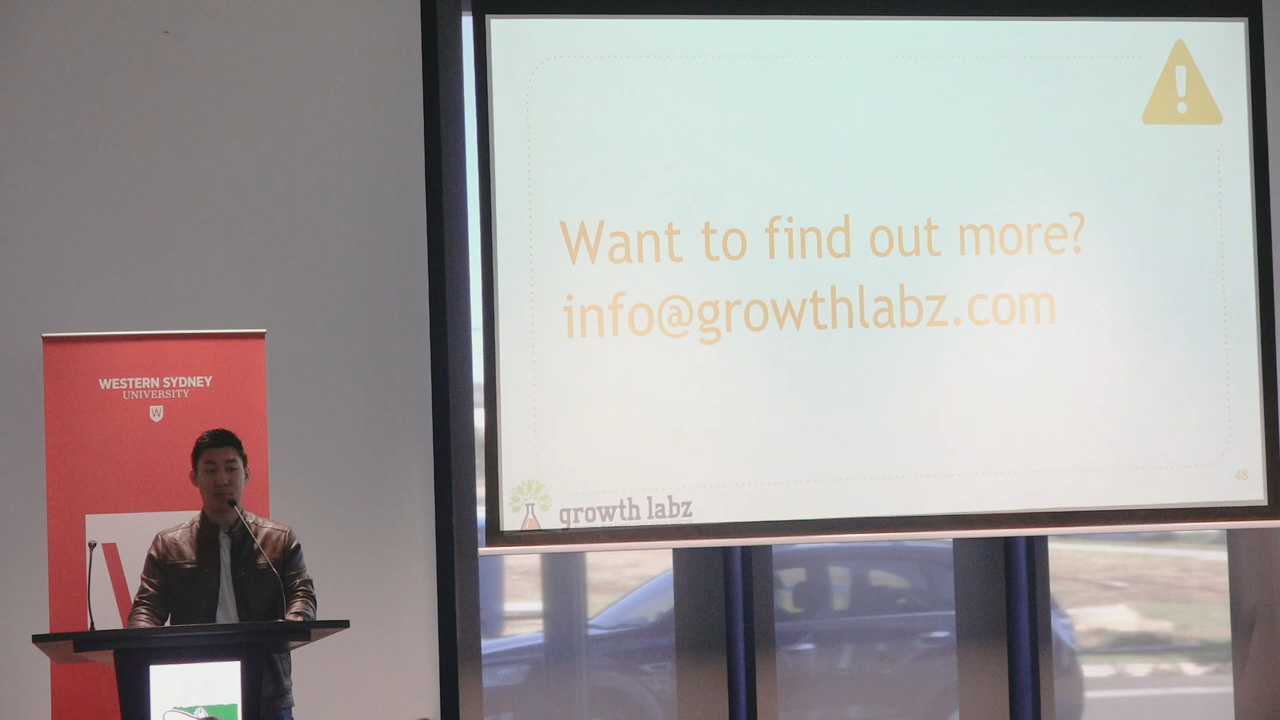 Want to find out more?
info@growthlabz.com
48
growth labz
WESTERN SYDNEY
UNIVERSITY
W